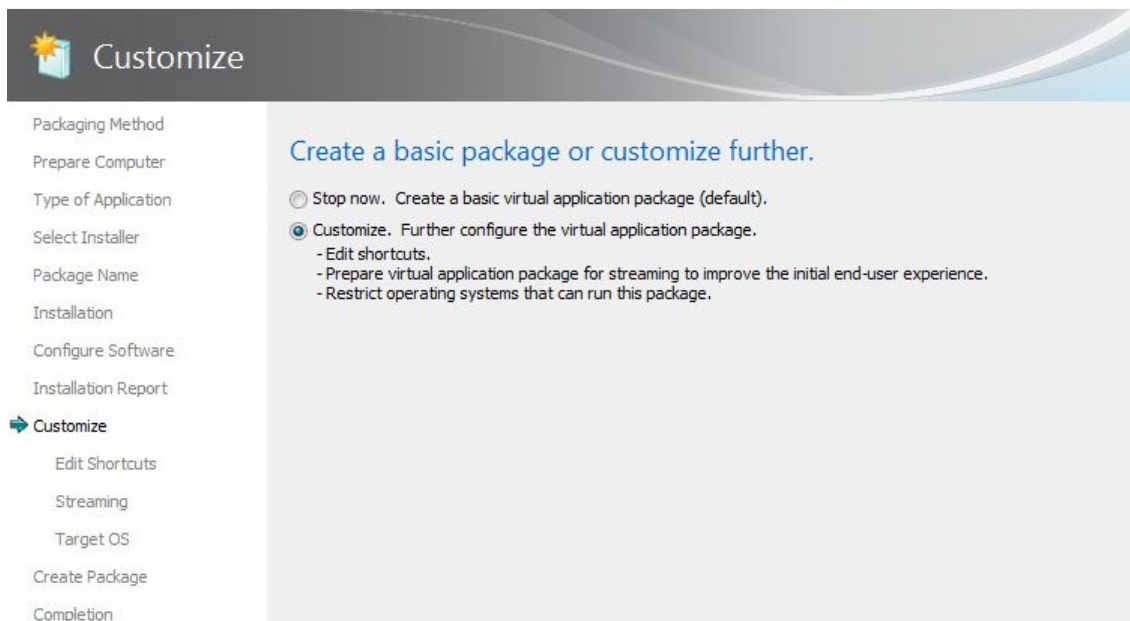 Customize
Packaging Method
Prepare Computer
Type of Application
Select Installer
Package Name
Installation
Configure Software
Installation Report
Customize
Edit Shortcuts
Streaming
Target OS
Create Package
Completion
Create a basic package or customize further.
Stop now. Create a basic virtual application package (default).
Customize. Further configure the virtual application package.
- Edit shortcuts.
- Prepare virtual application package for streaming to improve the initial end-user experience.
- Restrict operating systems that can run this package.